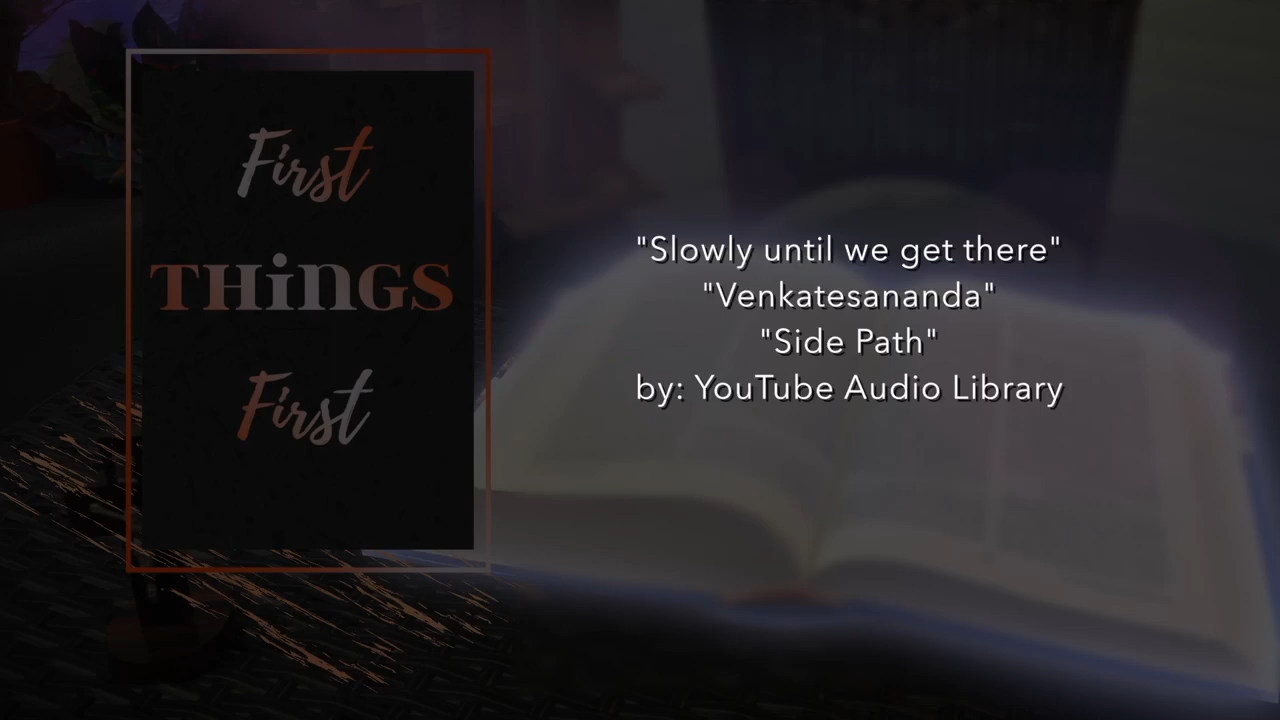 First
THiNGS
First
"Slowly until we get there"
"Venkatesananda"
"Side Path"
by: YouTube Audio Library